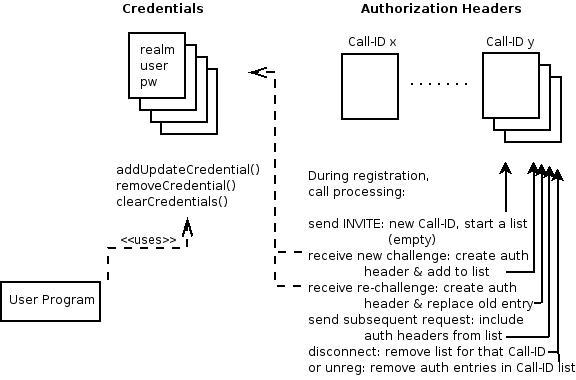 Credentials
Authorization Headers
Call-ID x
Call-ID y
realm
user
pw
addUpdateCredential()
removeCredential()
clearCredentials()
<<uses>>
User Program
During registration,
call processing:
send INVITE: new Call-ID, start a list
(empty)
receive new challenge: create auth
header & add to list
receive re-challenge: create auth
header & replace old entry
send subsequent request: include
auth headers from list
disconnect: remove list for that Call-ID
or unreg: remove auth entries in Call-ID list